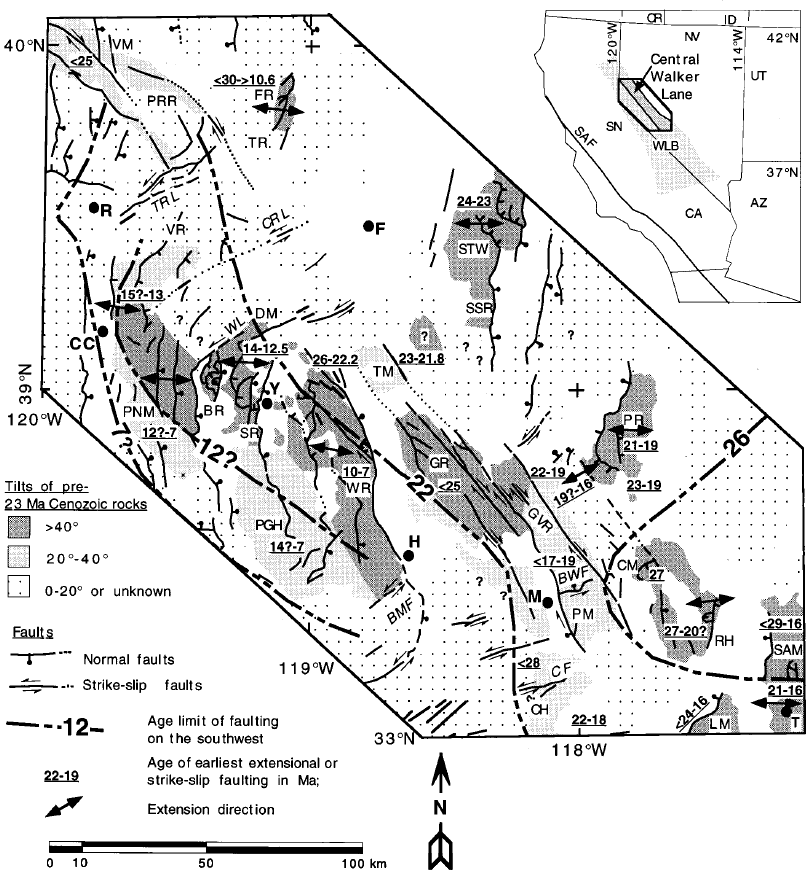 40°N
VM
<25
PRR
<30->10.6
FR
TR
OR
ID
42°N
120°W
NV
114°W
Central
Walker
Lane
UT
SN
SAF
WLB
37°N
CA
AZ
R
TRL
VR
CRL
F
24-23
STW
SSR
15?-13
CC
WL
DM
14-12.5
26-22.2
?
23-21.8
TM
?
?
?
?
?
?
39°N
120°W
PNM
BR
Y
SR
12?-7
?
12?
10-7
WR
22
GR
<25
22-19
19?-16
GVR
PR
21-19
23-19
26
Tilts of pre-
23 Ma Cenozoic rocks
>40°
20°-40°
0-20° or unknown
PGH
14?-7
H
BMF
?
?
<17-19
BWF
M
PM
CM
27
27-20?
RH
<29-16
SAM
Faults
Normal faults
Strike-slip faults
119°W
<28
CF
CH
21-16
T
<24-16
LM
22-18
33°N
118°W
12
Age limit of faulting
on the southwest
22-19
Age of earliest extensional or
strike-slip faulting in Ma;
Extension direction
N
0 10 50 100 km